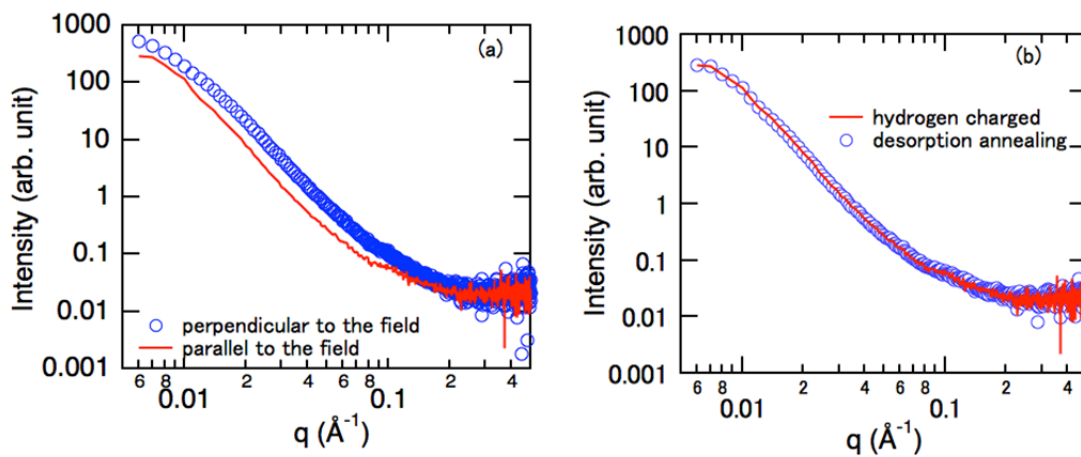 (a)
1000
100
10
1
0.1
0.01
0.001
Intensity (arb. unit)
perpendicular to the field
parallel to the field
6 8 2 4 6 8 2 4
0.01 0.1
q (Å⁻¹)
(b)
1000
100
10
1
0.1
0.01
0.001
Intensity (arb. unit)
hydrogen charged
desorption annealing
6 8 2 4 6 8 2 4
0.01 0.1
q (Å⁻¹)